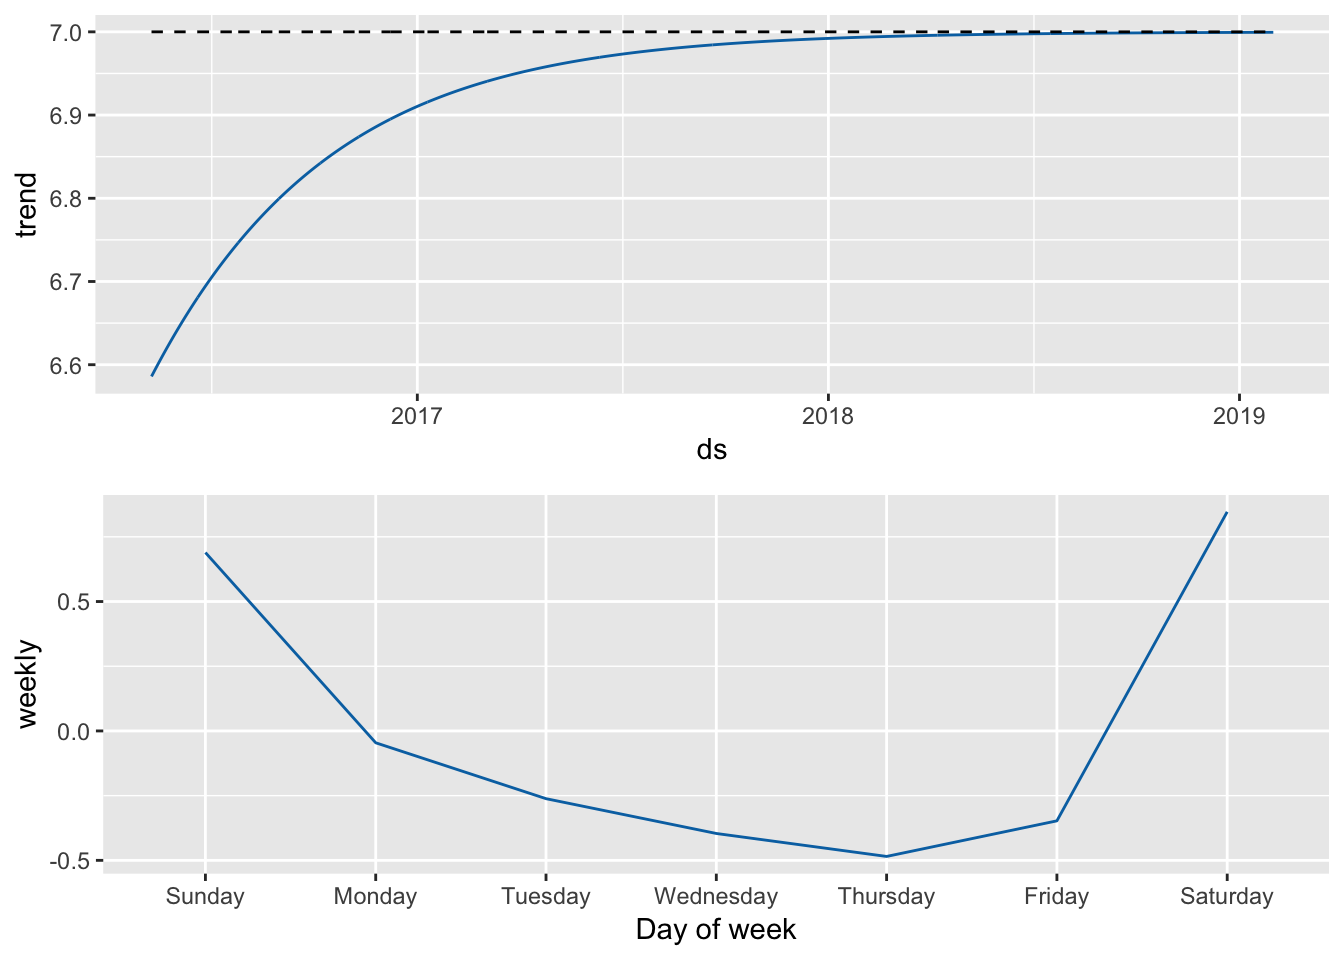 7.0
6.9
6.8
6.7
6.6
trend
2017 2018 2019
ds
0.5
0.0
-0.5
weekly
Sunday Monday Tuesday Wednesday Thursday Friday Saturday
Day of week